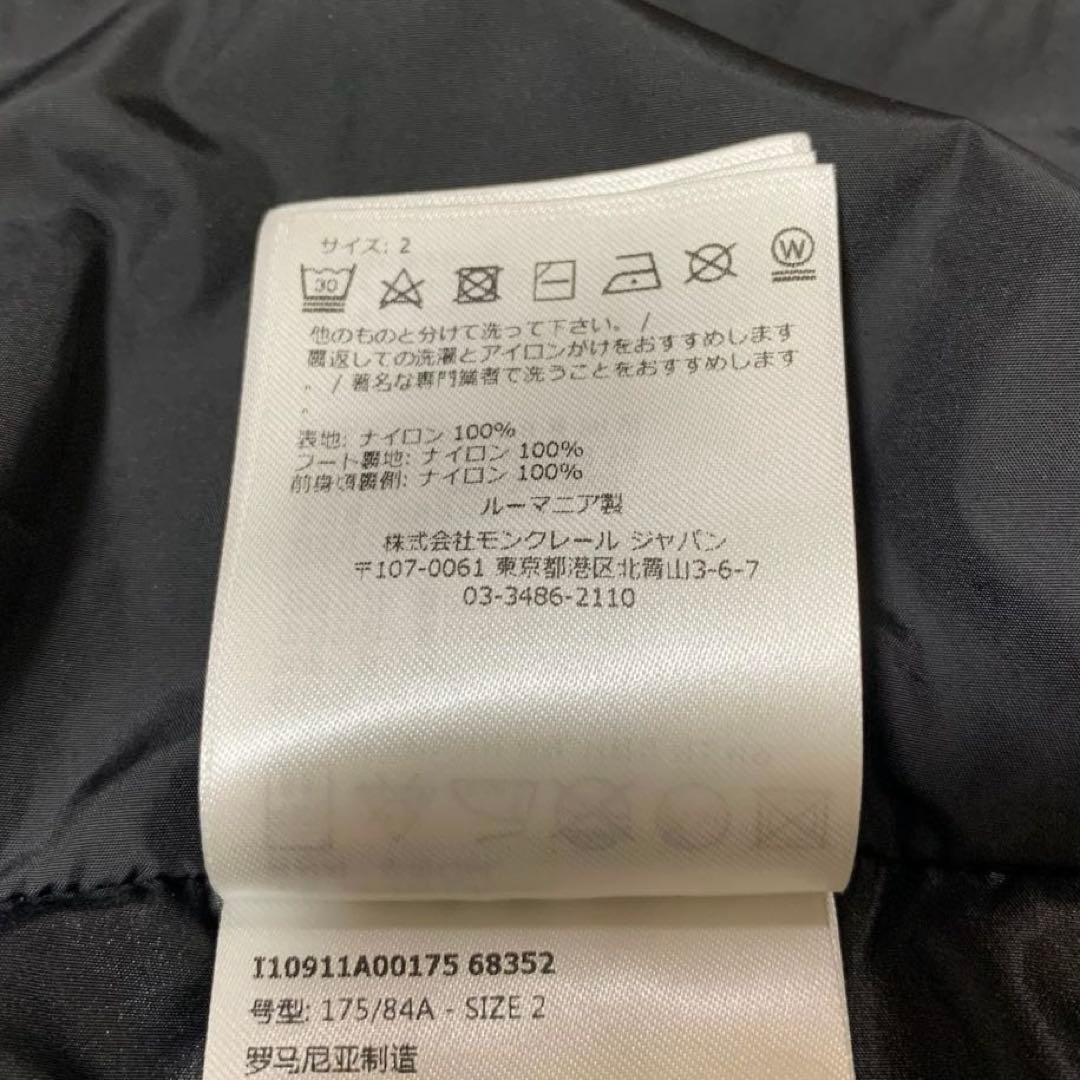 サイズ: 2
30
W
他のものと分けて洗って下さい。 /
裏返しての洗濯とアイロンがけをおすすめします
。 / 著名な専門業者で洗うことをおすすめします
。
表地: ナイロン 100%
フード裏地: ナイロン 100%
前身頃裏側: ナイロン 100%
ルーマニア製
株式会社モンクレール ジャパン
〒107-0061 東京都港区北青山3-6-7
03-3486-2110
I10911A00175 68352
号型: 175/84A - SIZE 2
罗马尼亚制造